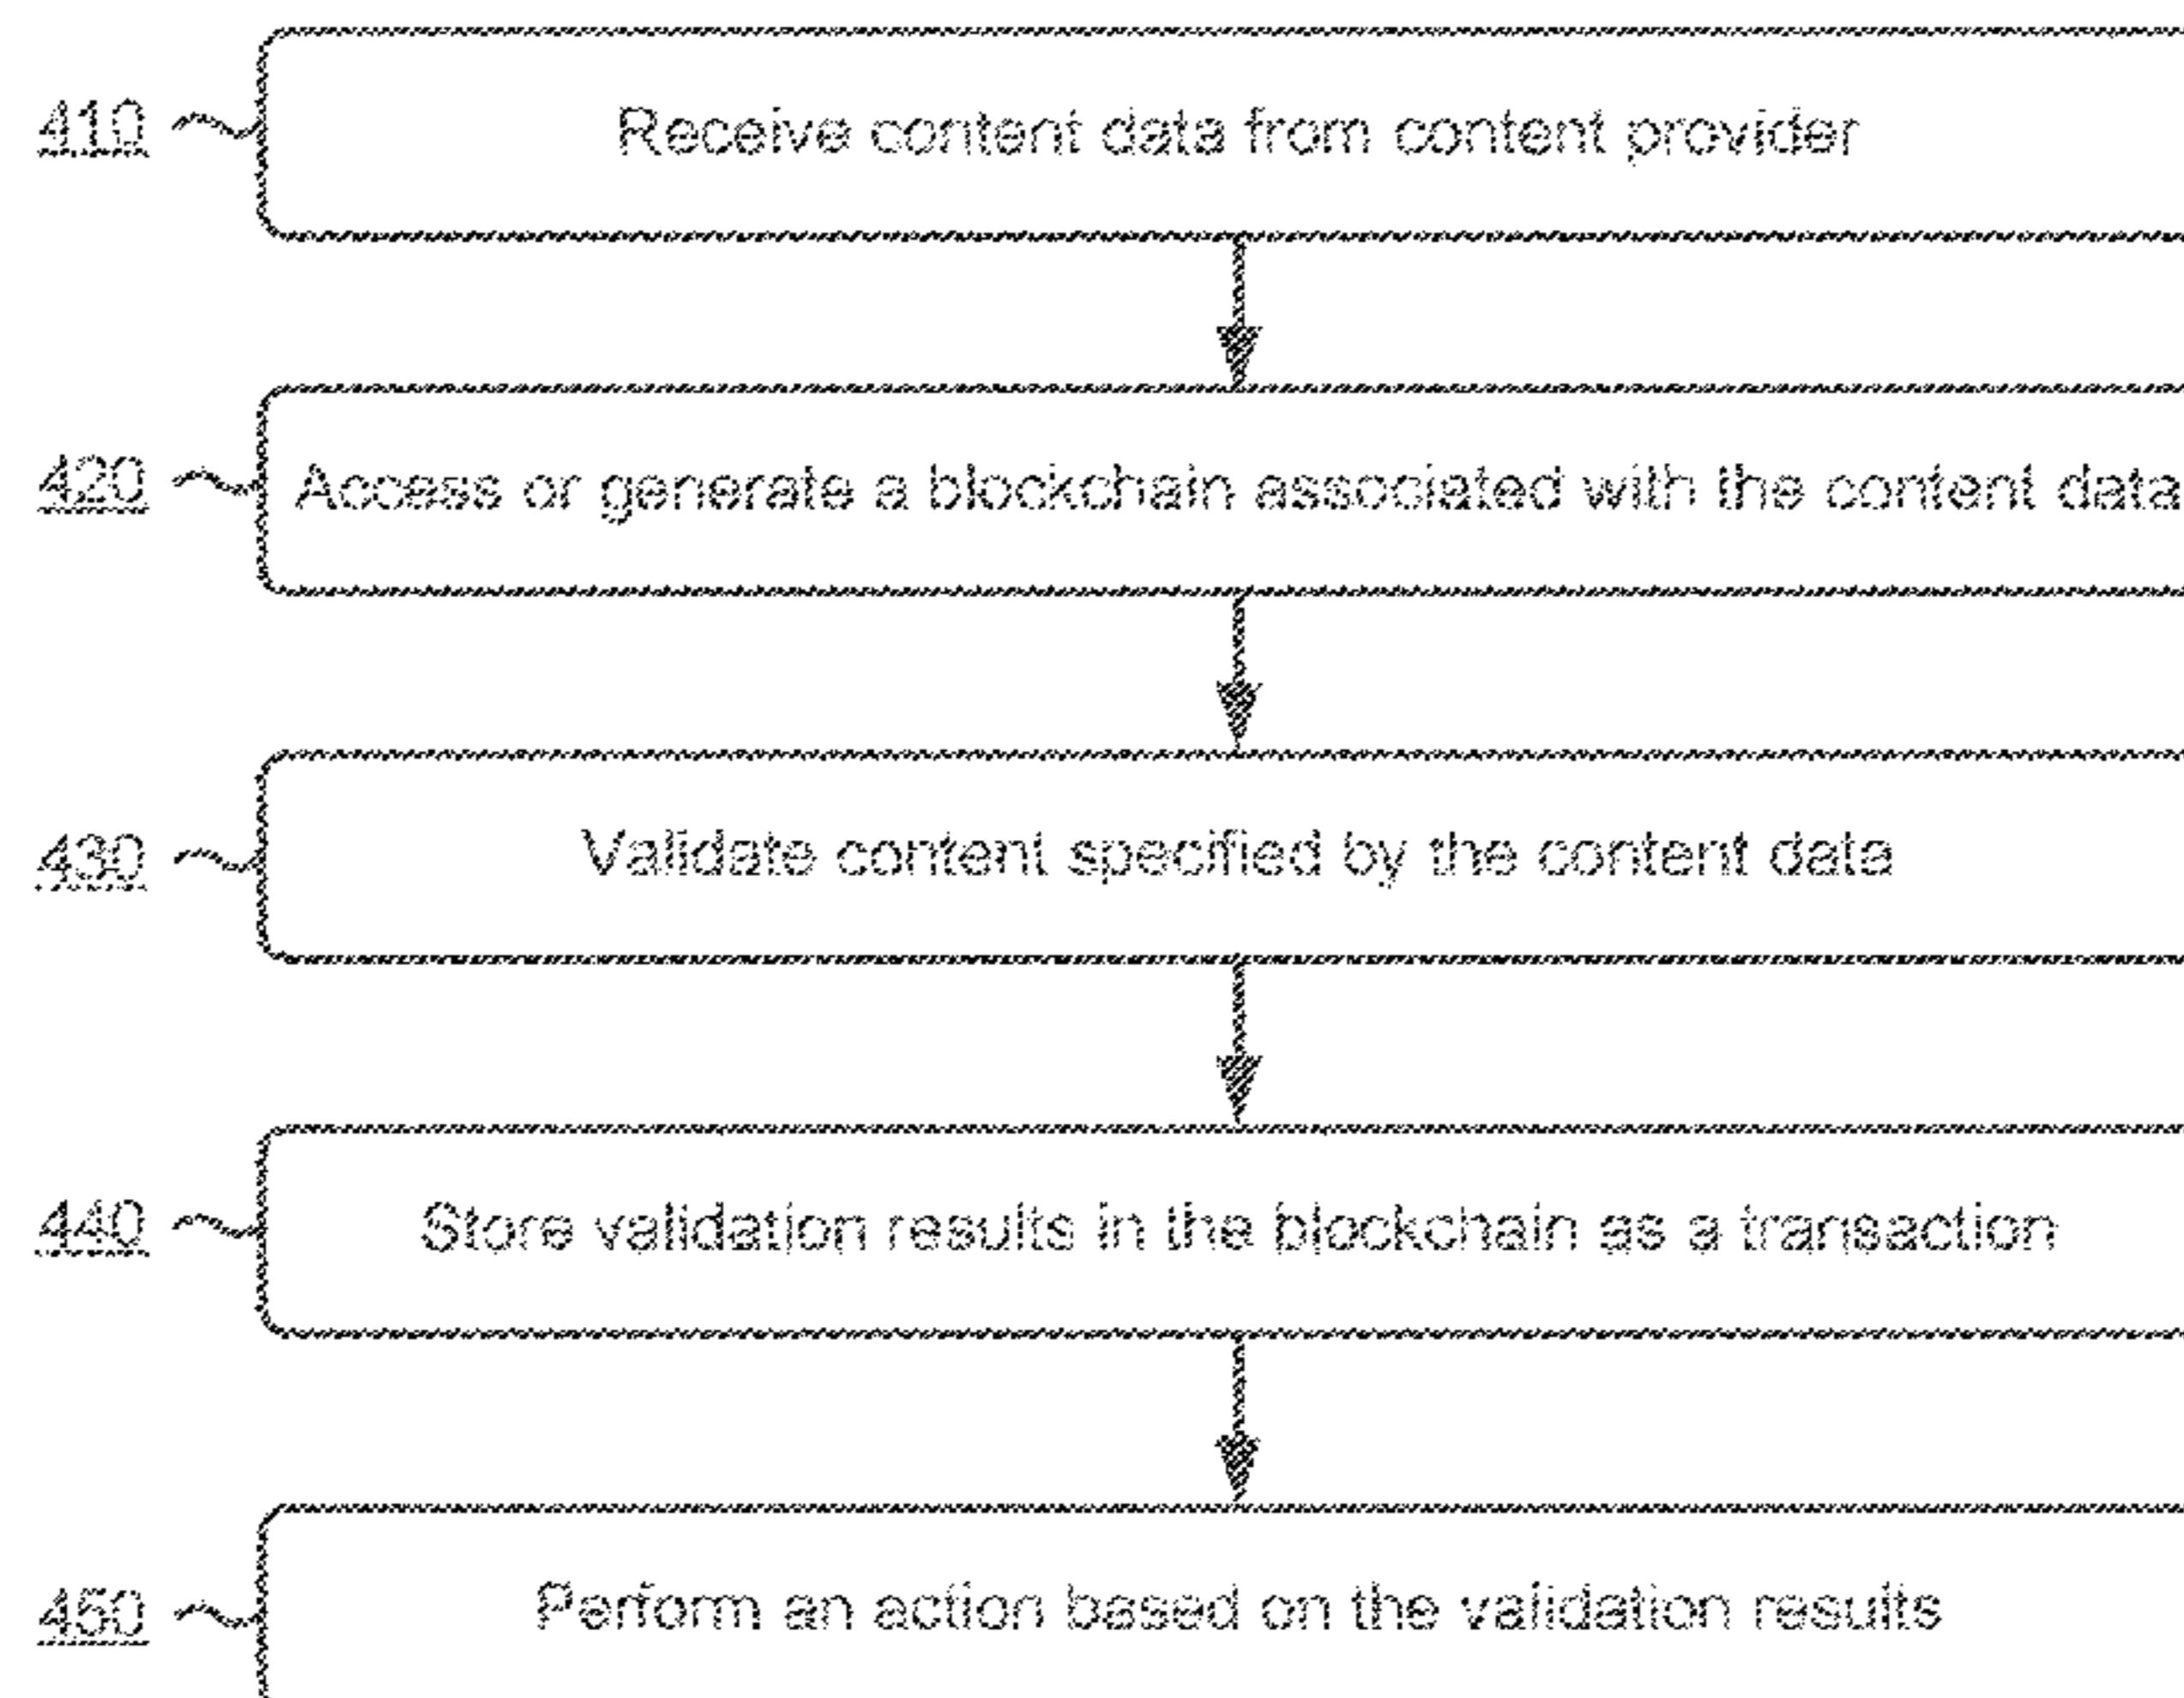 410 Receive content data from content provider
420 Access or generate a blockchain associated with the content data
430 Validate content specified by the content data
440 Store validation results in the blockchain as a transaction
450 Perform an action based on the validation results